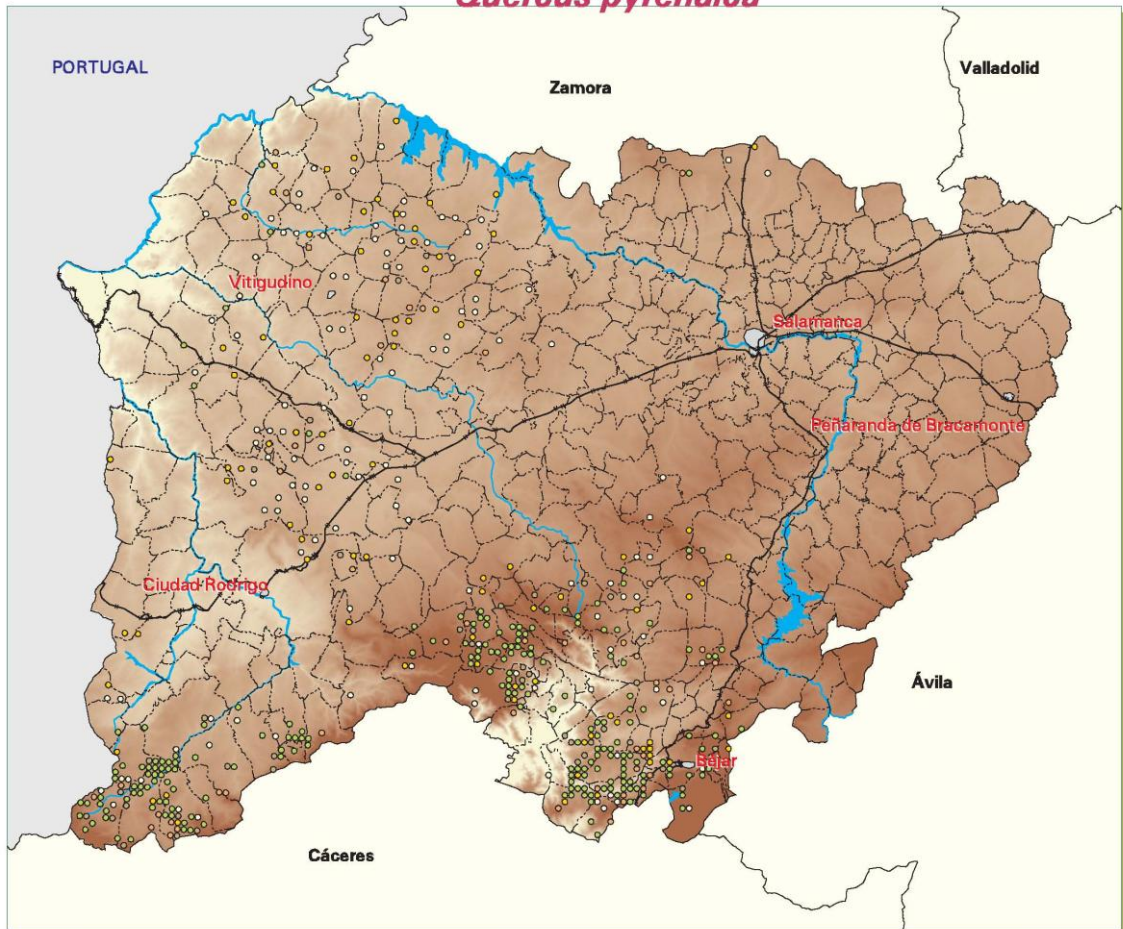 Quercus pyrenaica
PORTUGAL
Valladolid
Zamora
Vitigudino
Salamanca
Peñaranda de Bracamonte
Ciudad Rodrigo
Ávila
Béjar
Cáceres